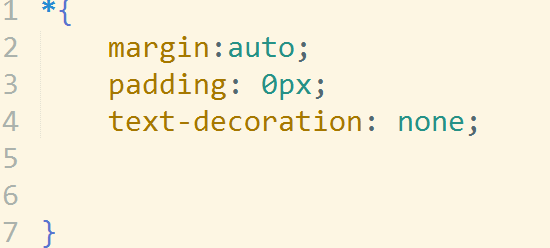 1 *{
2 margin:auto;
3 padding: 0px;
4 text-decoration: none;
5
6
7 }